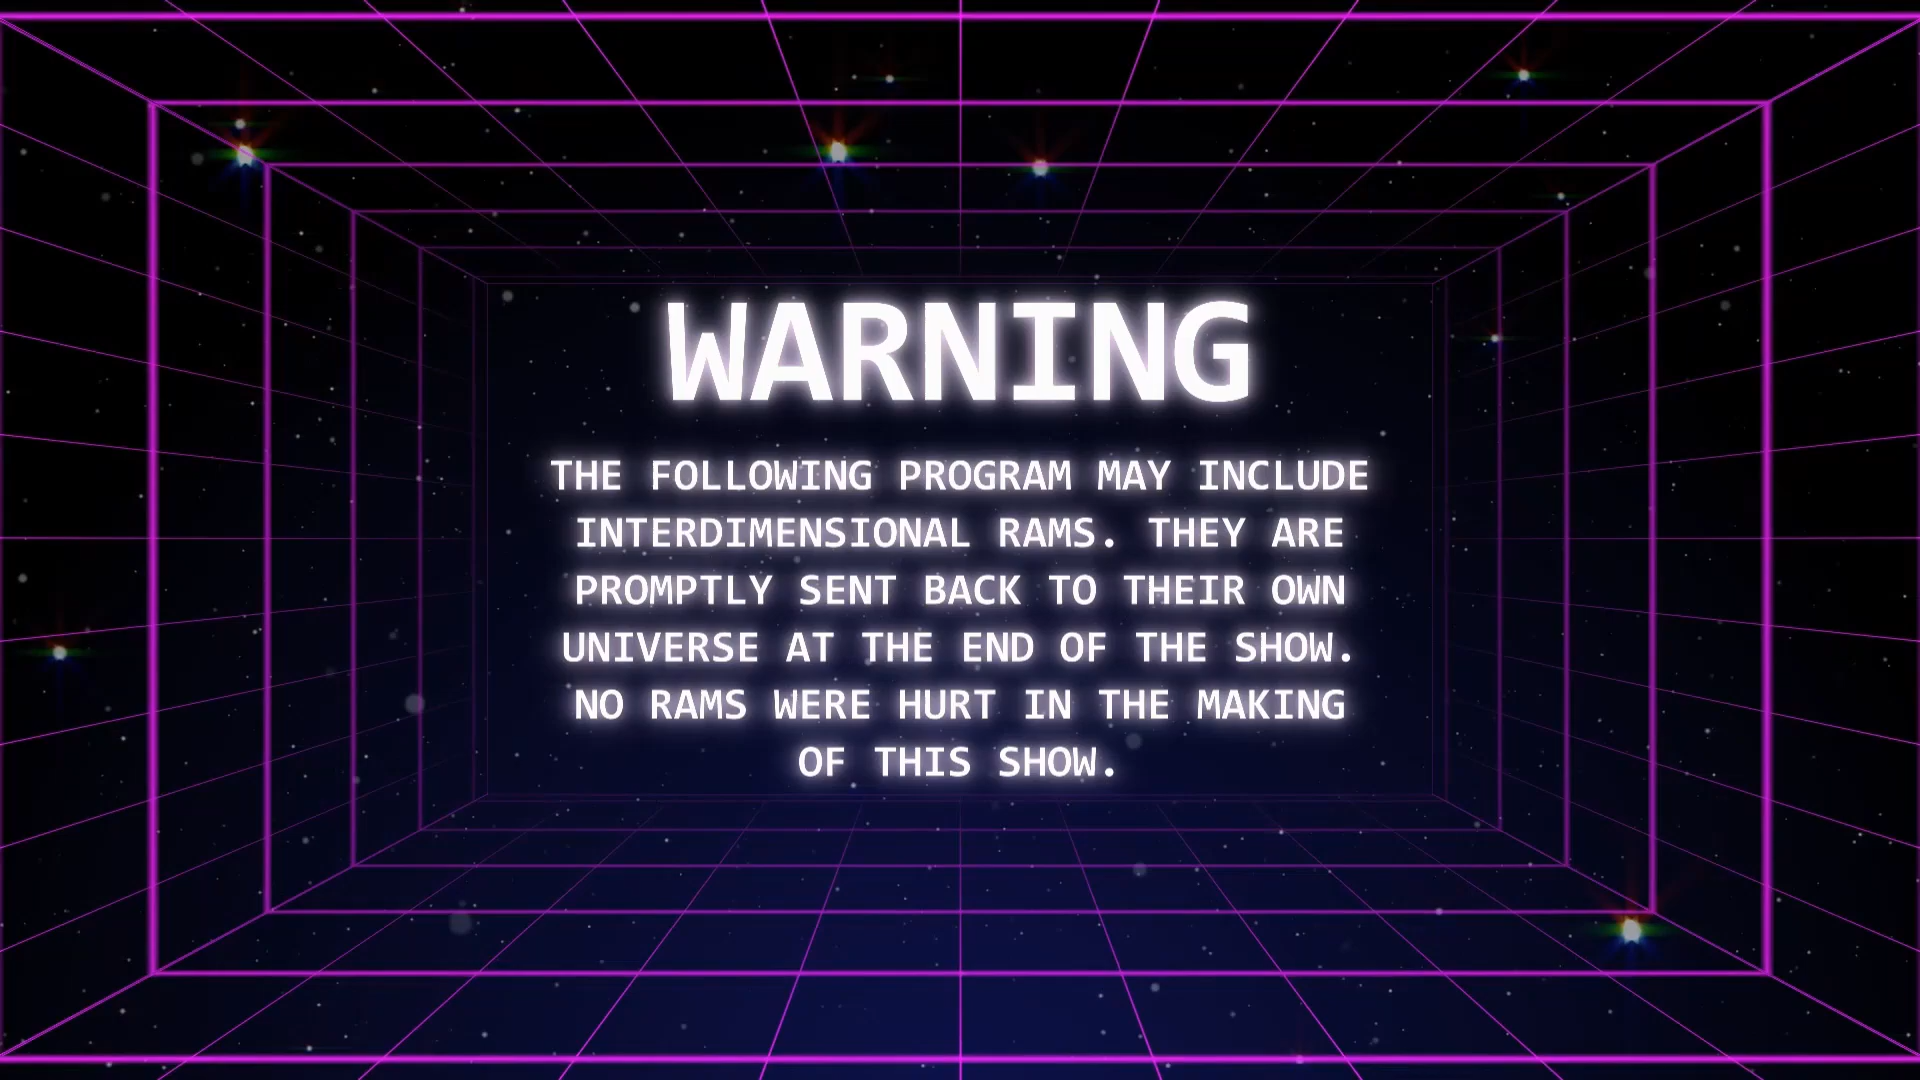 WARNING
THE FOLLOWING PROGRAM MAY INCLUDE
INTERDIMENSIONAL RAMS. THEY ARE
PROMPTLY SENT BACK TO THEIR OWN
UNIVERSE AT THE END OF THE SHOW.
NO RAMS WERE HURT IN THE MAKING
OF THIS SHOW.